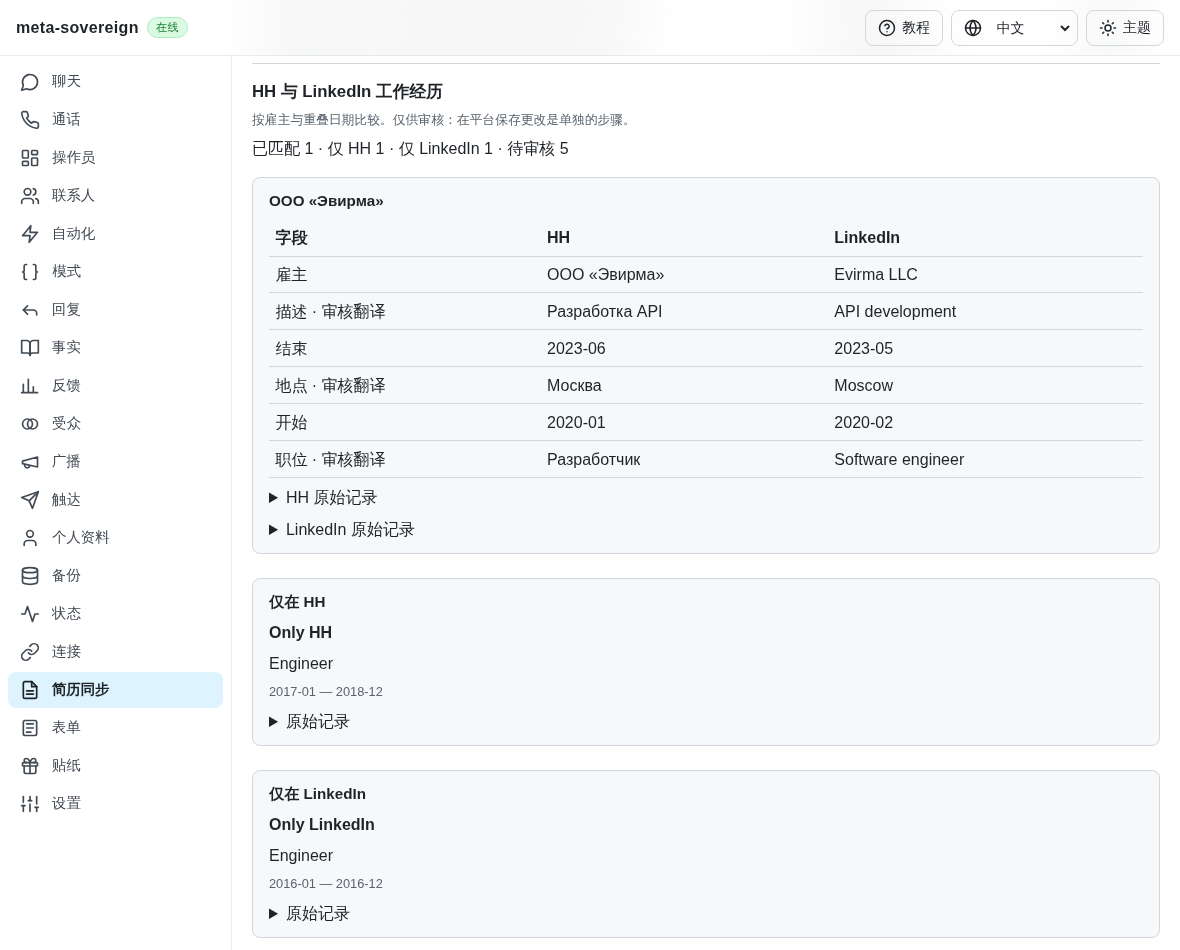 meta-sovereign 在线
教程 中文 主题
聊天
通话
操作员
联系人
自动化
模式
回复
事实
反馈
受众
广播
触达
个人资料
备份
状态
连接
简历同步
表单
贴纸
设置
HH 与 LinkedIn 工作经历
按雇主与重叠日期比较。仅供审核：在平台保存更改是单独的步骤。
已匹配 1 · 仅 HH 1 · 仅 LinkedIn 1 · 待审核 5
ООО «Эвирма»
字段 HH LinkedIn
雇主 ООО «Эвирма» Evirma LLC
描述 · 审核翻译 Разработка API API development
结束 2023-06 2023-05
地点 · 审核翻译 Москва Moscow
开始 2020-01 2020-02
职位 · 审核翻译 Разработчик Software engineer
HH 原始记录
LinkedIn 原始记录
仅在 HH
Only HH
Engineer
2017-01 — 2018-12
原始记录
仅在 LinkedIn
Only LinkedIn
Engineer
2016-01 — 2016-12
原始记录